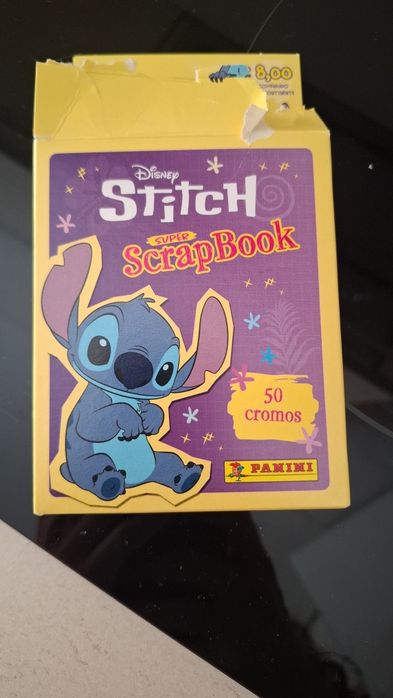 8,00
Disney
Stitch
SUPER
ScrapBook
50
cromos
PANINI